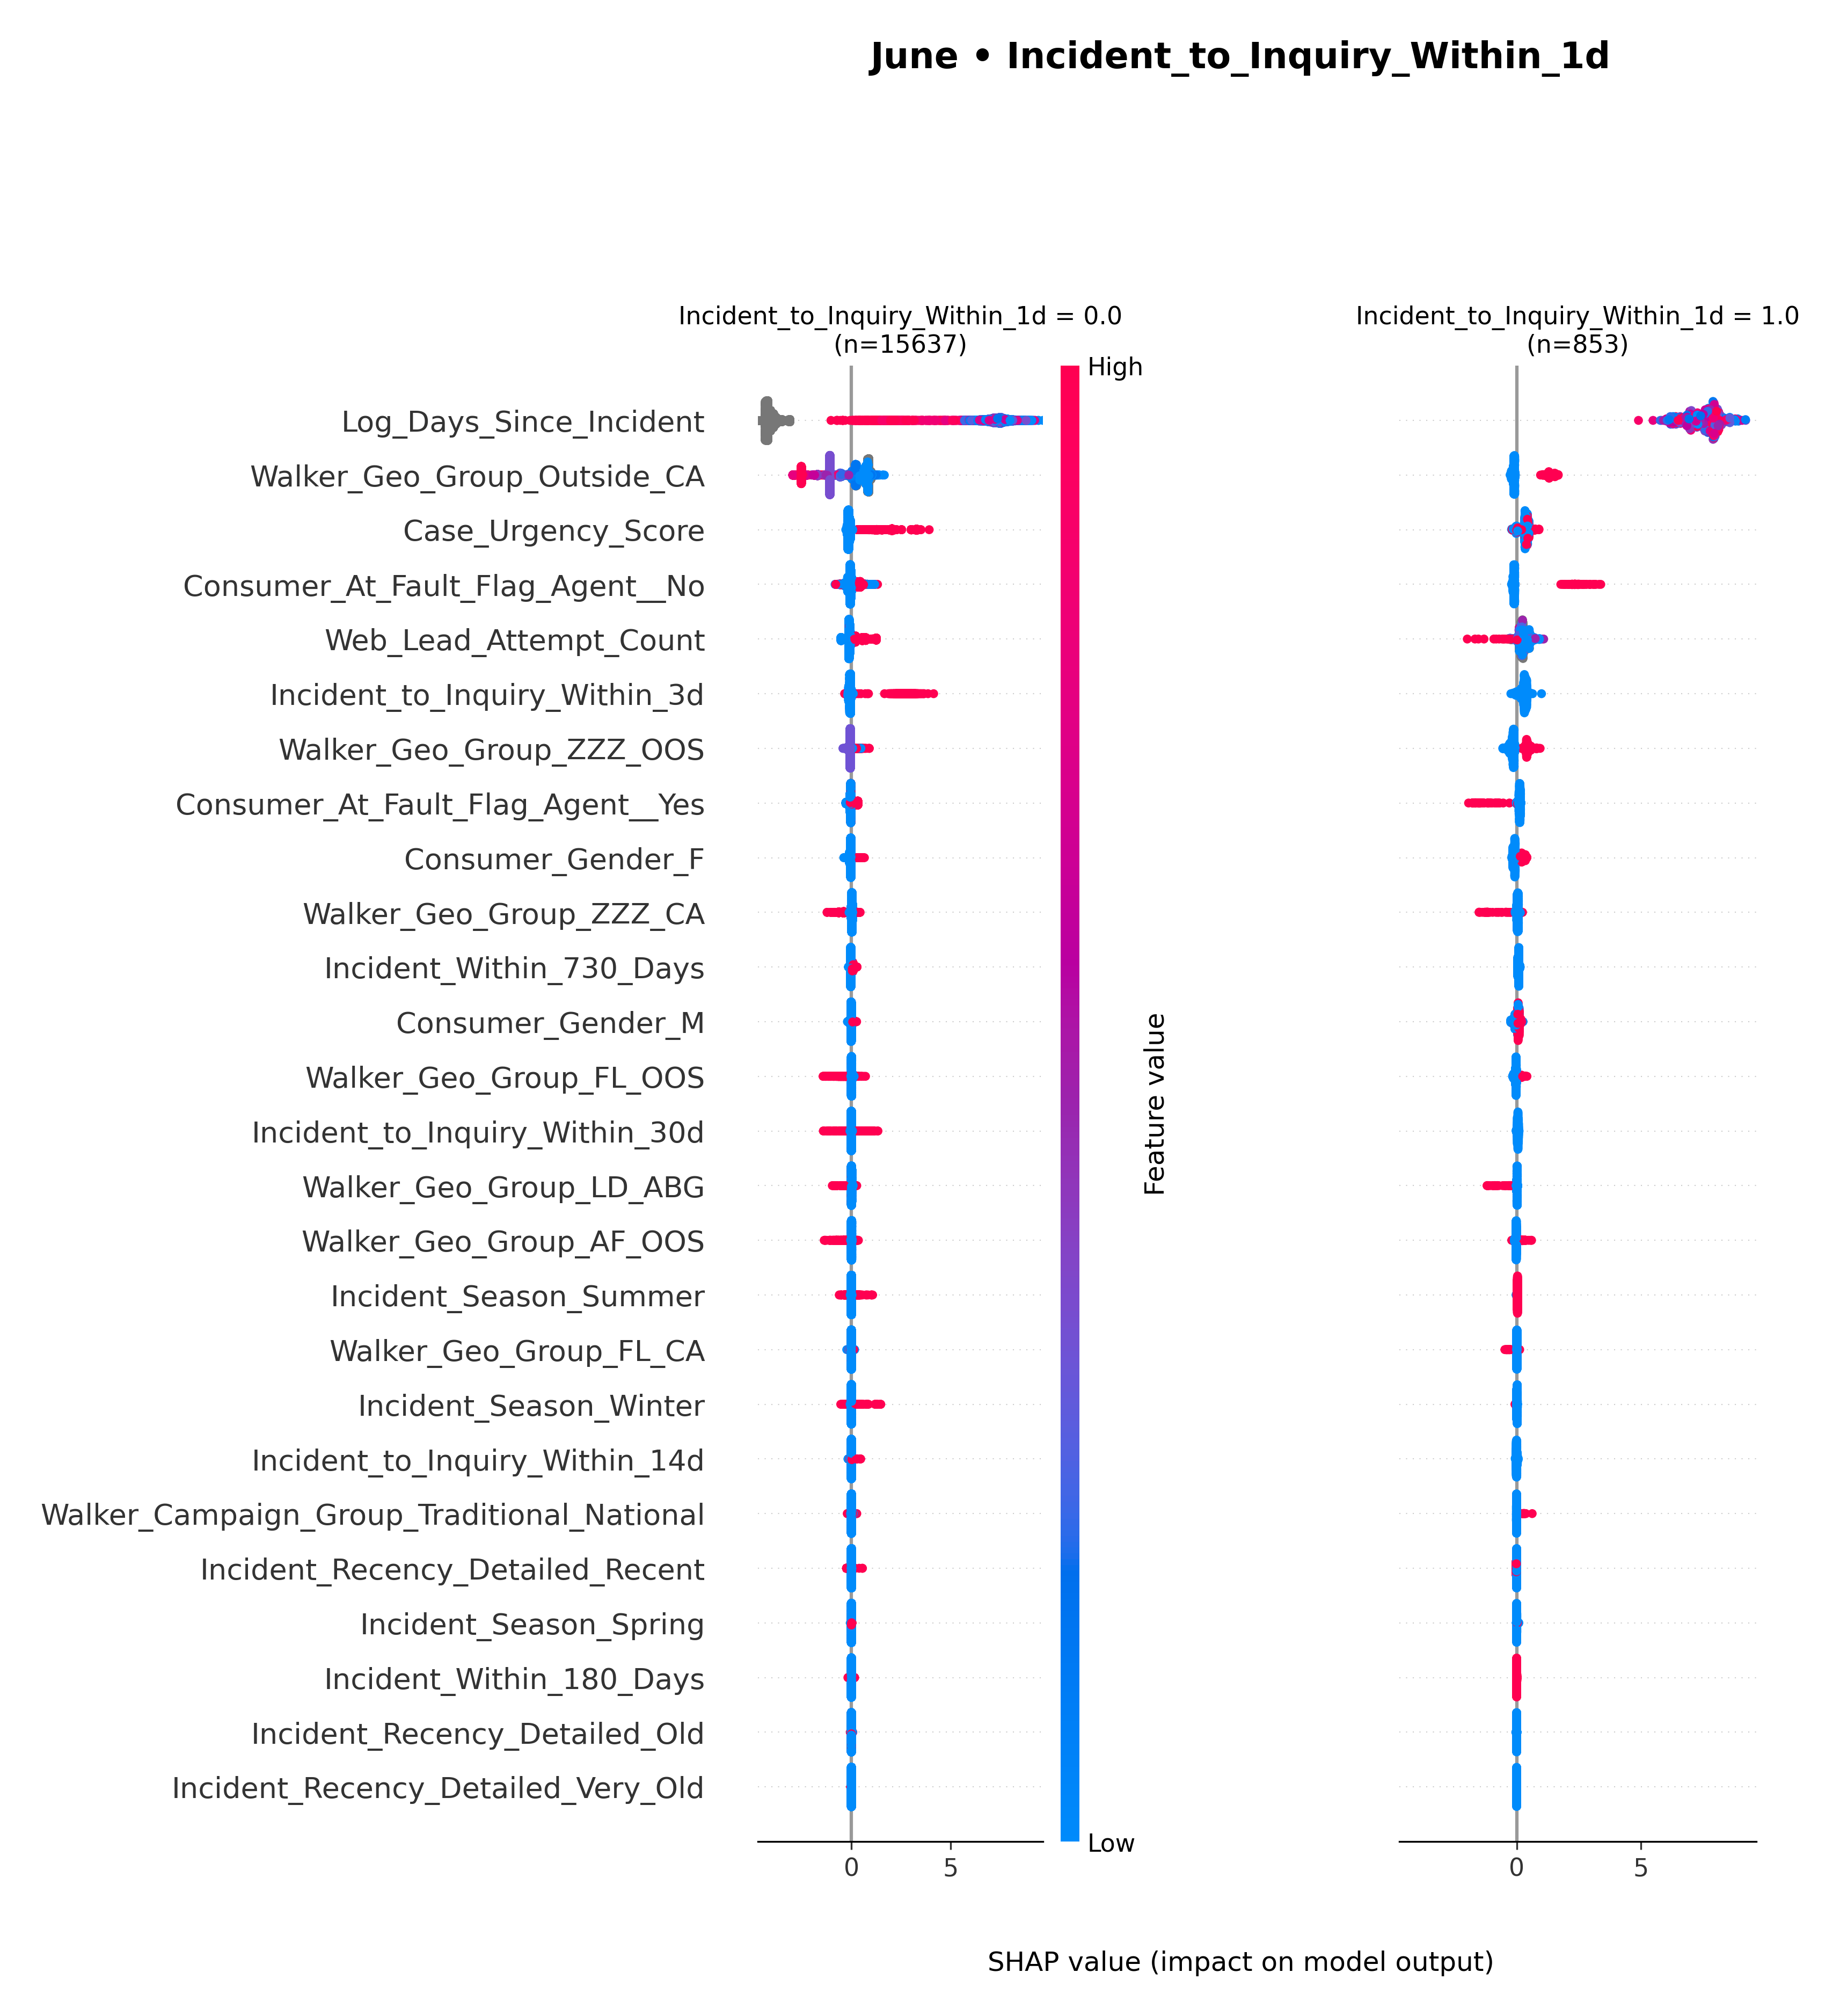 June • Incident_to_Inquiry_Within_1d
Incident_to_Inquiry_Within_1d = 0.0
(n=15637)
Incident_to_Inquiry_Within_1d = 1.0
(n=853)
High
Log_Days_Since_Incident
Walker_Geo_Group_Outside_CA
Case_Urgency_Score
Consumer_At_Fault_Flag_Agent__No
Web_Lead_Attempt_Count
Incident_to_Inquiry_Within_3d
Walker_Geo_Group_ZZZ_OOS
Consumer_At_Fault_Flag_Agent__Yes
Consumer_Gender_F
Walker_Geo_Group_ZZZ_CA
Incident_Within_730_Days
Consumer_Gender_M
Walker_Geo_Group_FL_OOS
Incident_to_Inquiry_Within_30d
Walker_Geo_Group_LD_ABG
Walker_Geo_Group_AF_OOS
Incident_Season_Summer
Walker_Geo_Group_FL_CA
Incident_Season_Winter
Incident_to_Inquiry_Within_14d
Walker_Campaign_Group_Traditional_National
Incident_Recency_Detailed_Recent
Incident_Season_Spring
Incident_Within_180_Days
Incident_Recency_Detailed_Old
Incident_Recency_Detailed_Very_Old
Feature value
Low
0 5
0 5
SHAP value (impact on model output)